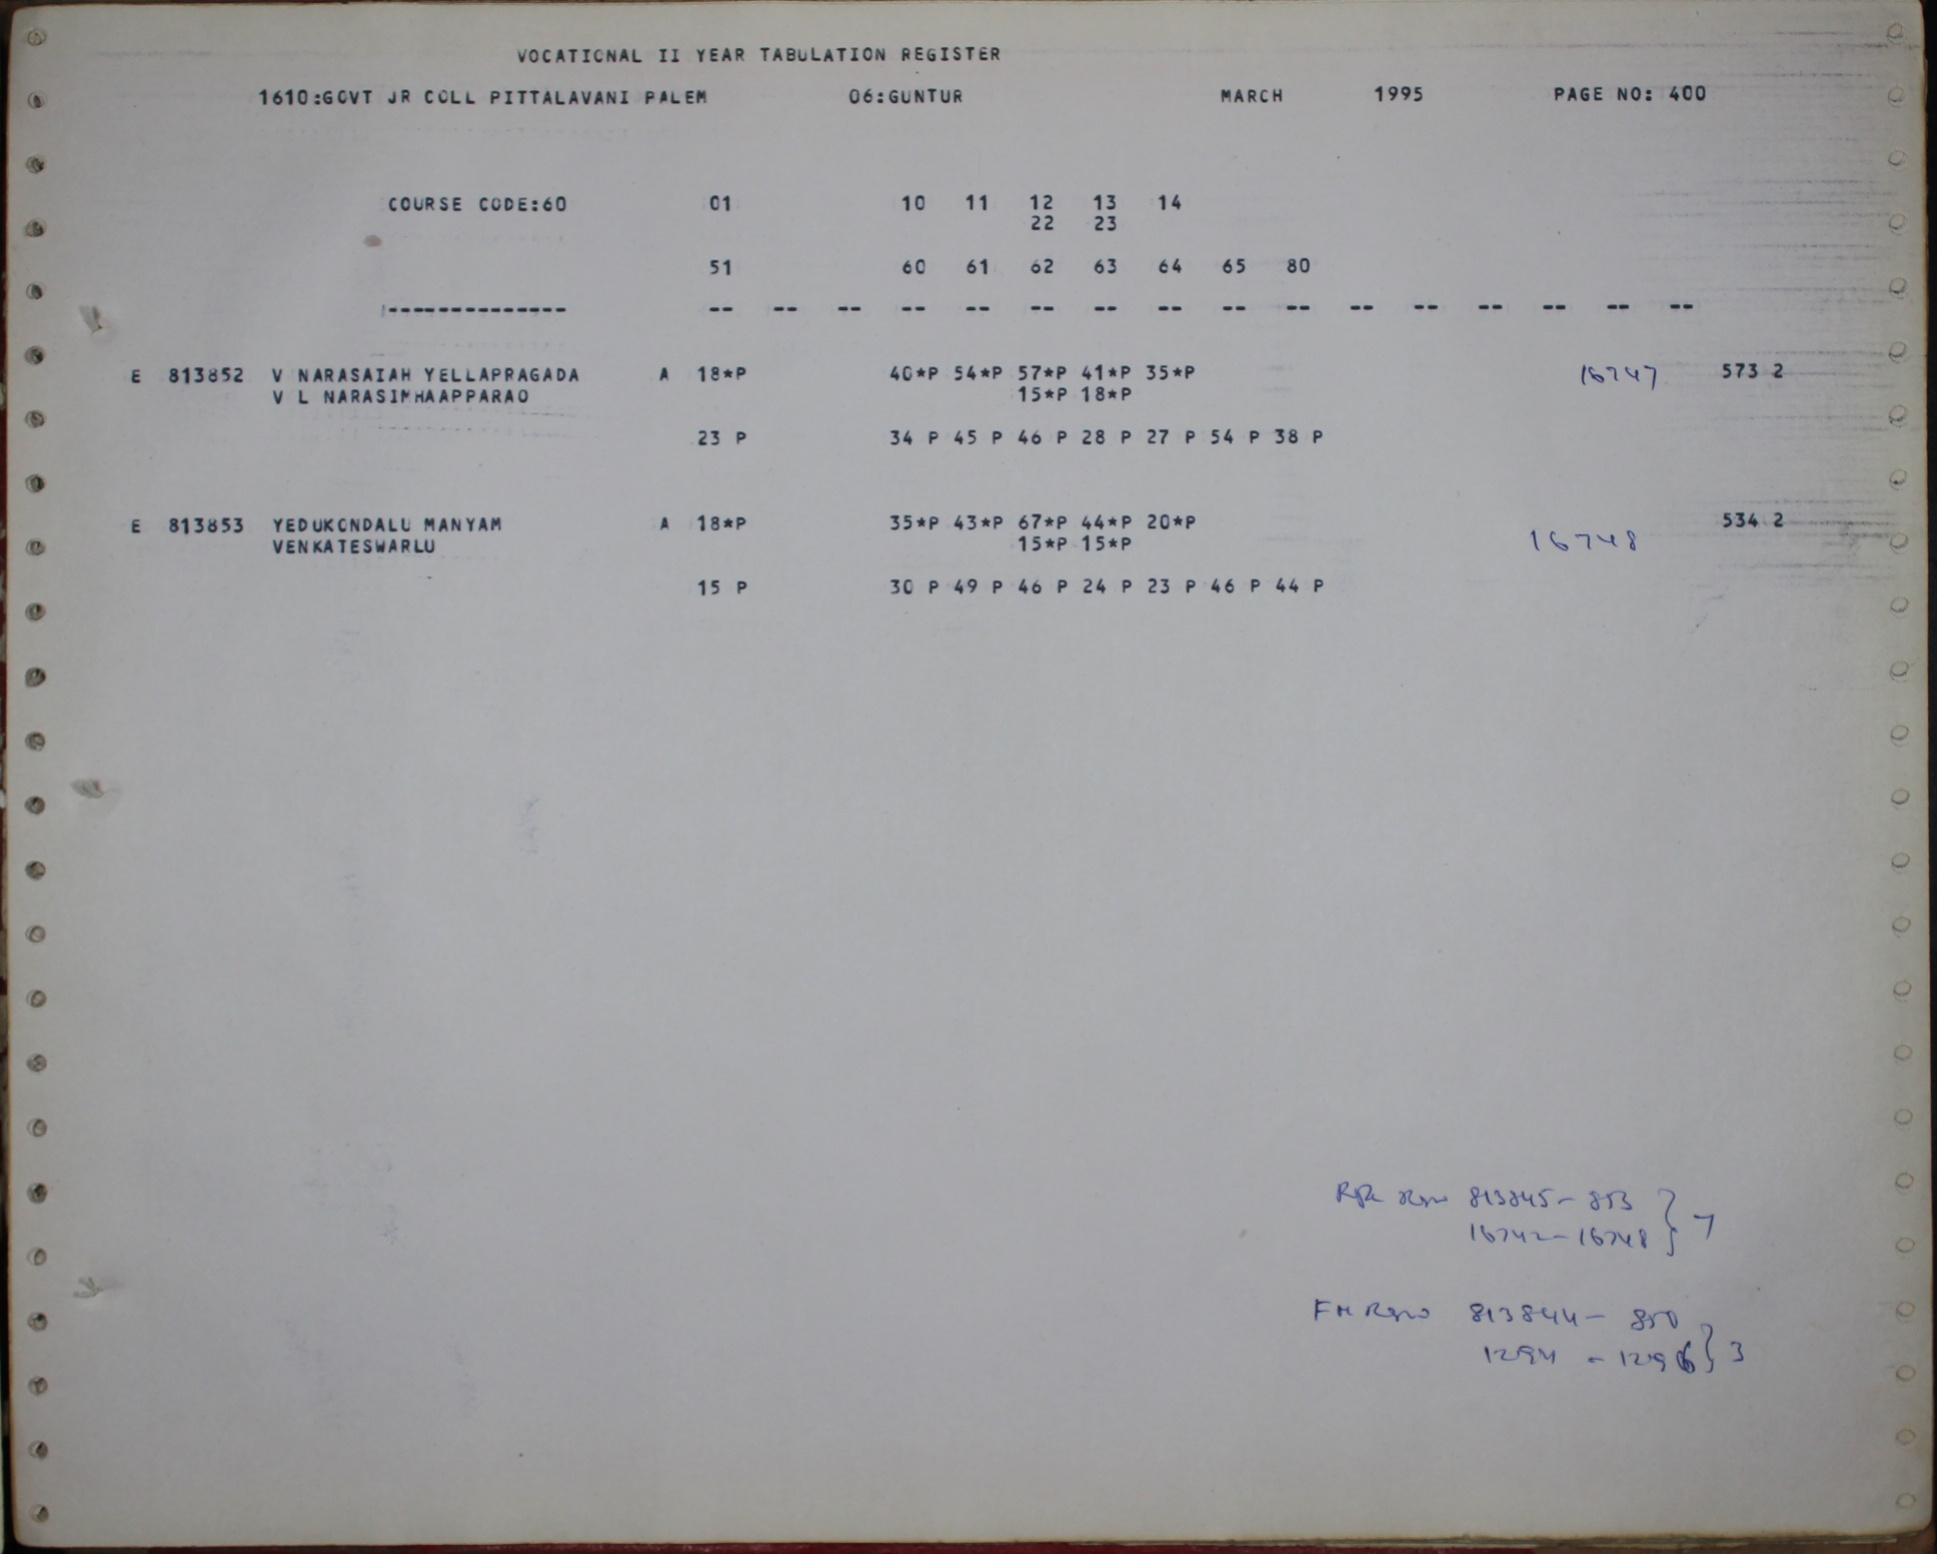 VOCATIONAL II YEAR TABULATION REGISTER
1610:GOVT JR COLL PITTALAVANI PALEM 06:GUNTUR MARCH 1995 PAGE NO: 400
COURSE CODE:60 01 10 11 12 13 14
22 23
51 60 61 62 63 64 65 80
-------------- -- -- -- -- -- -- -- -- -- -- -- -- -- -- -- --
E 813852 V NARASAIAH YELLAPRAGADA A 18*P 40*P 54*P 57*P 41*P 35*P 16747 573 2
V L NARASIMHAAPPARAO 15*P 18*P
23 P 34 P 45 P 46 P 28 P 27 P 54 P 38 P
E 813853 YEDUKONDALU MANYAM A 18*P 35*P 43*P 67*P 44*P 20*P 534 2
VENKATESWARLU 15*P 15*P 16748
15 P 30 P 49 P 46 P 24 P 23 P 46 P 44 P
813845 - 853
16742 - 16748 } 7
813844 - 850
1294 - 1296 } 3